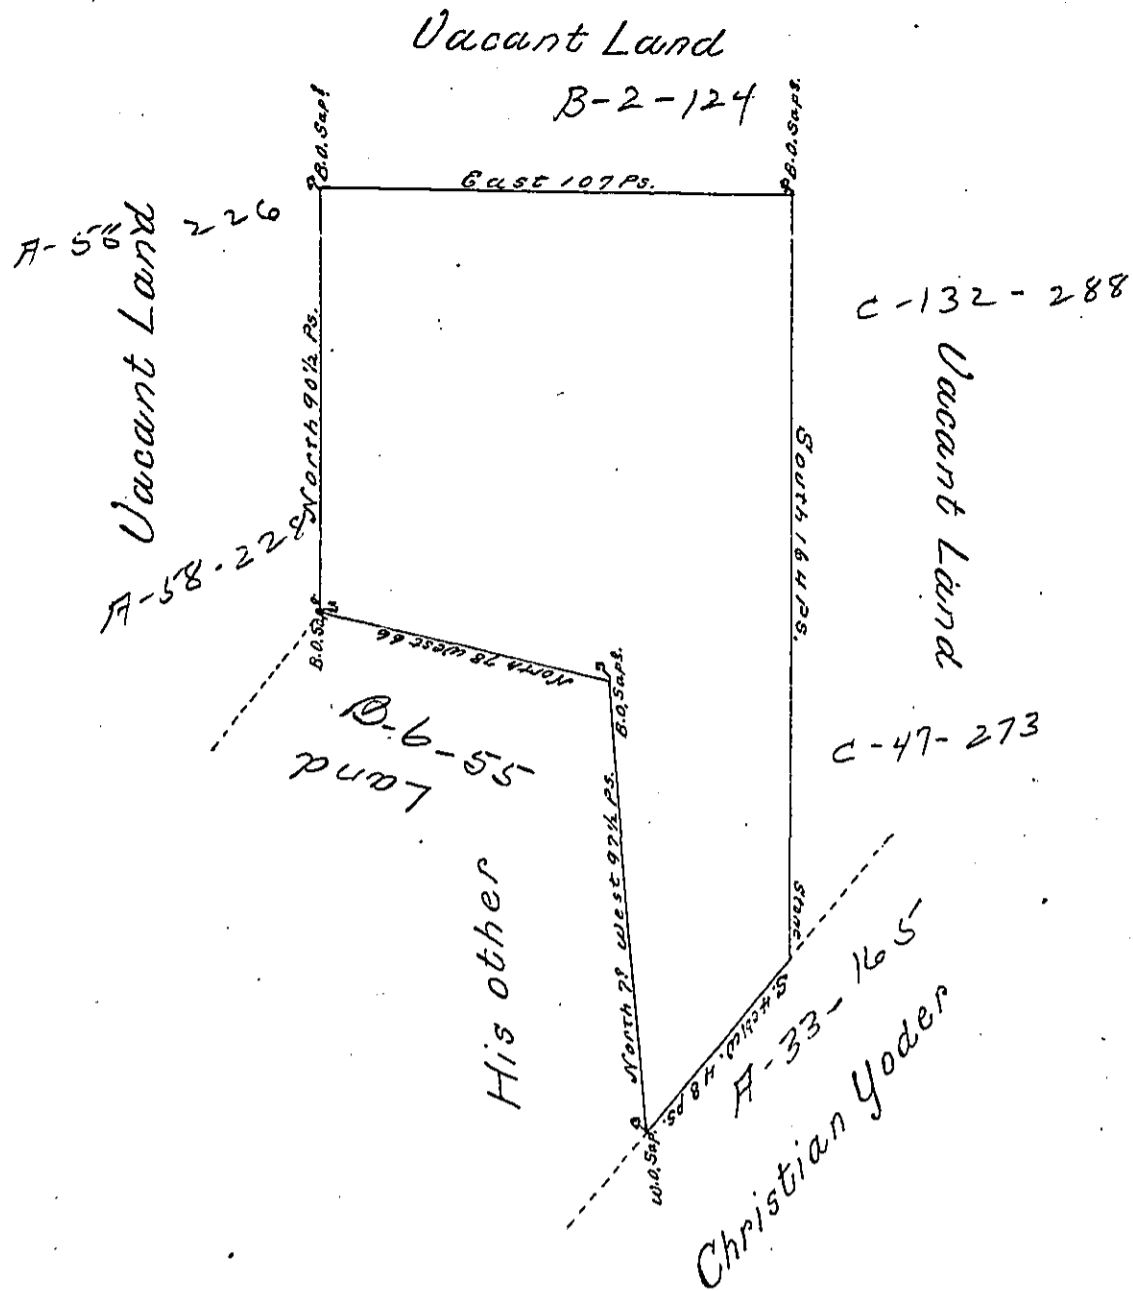 Vacant Land
B-2-124
B.O. Sap!
B.O. Saps.
East 107 Ps.
A-58 226
Vacant Land
North 90½ Ps.
C-132-288
Vacant Land
South 164 Ps.
A-58-228
B.O. Sap!
North 78 West 66
B.O. Saps.
B-6-55
Land
His other
C-47-273
North 7° West 97½ Ps.
Stone
48 Ps.
A-33-165
W.O. Sap.
Christian Yoder